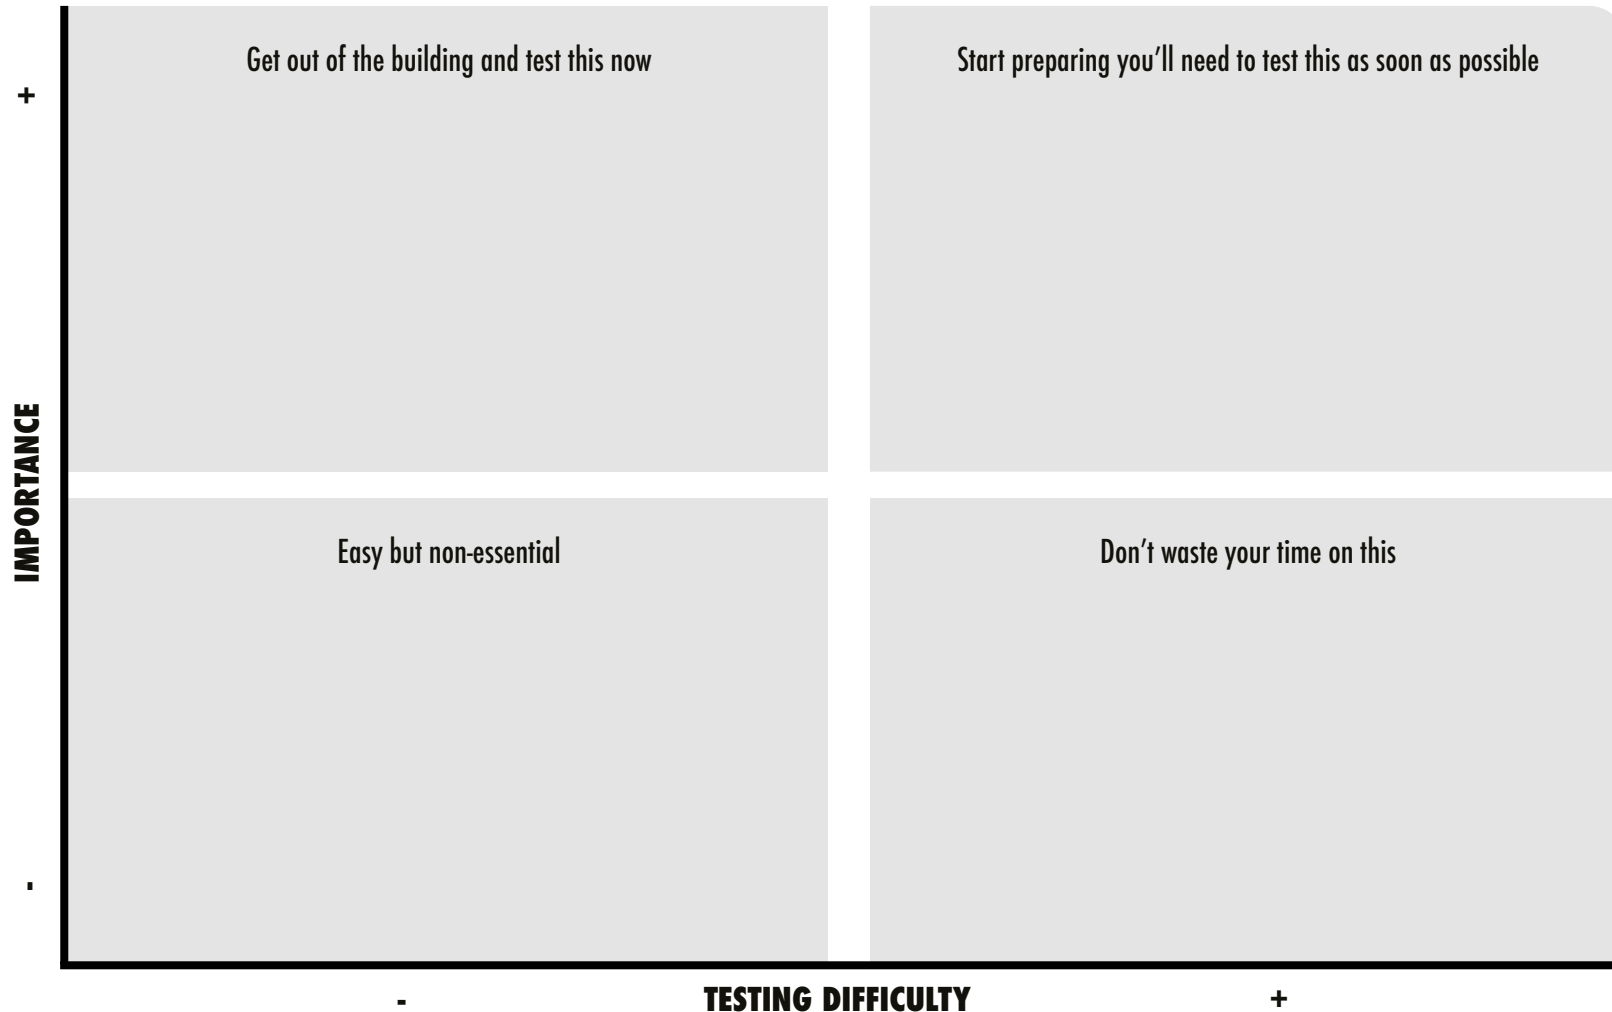 +
Get out of the building and test this now
Start preparing you'll need to test this as soon as possible
IMPORTANCE
Easy but non-essential
Don't waste your time on this
-
-
TESTING DIFFICULTY
+